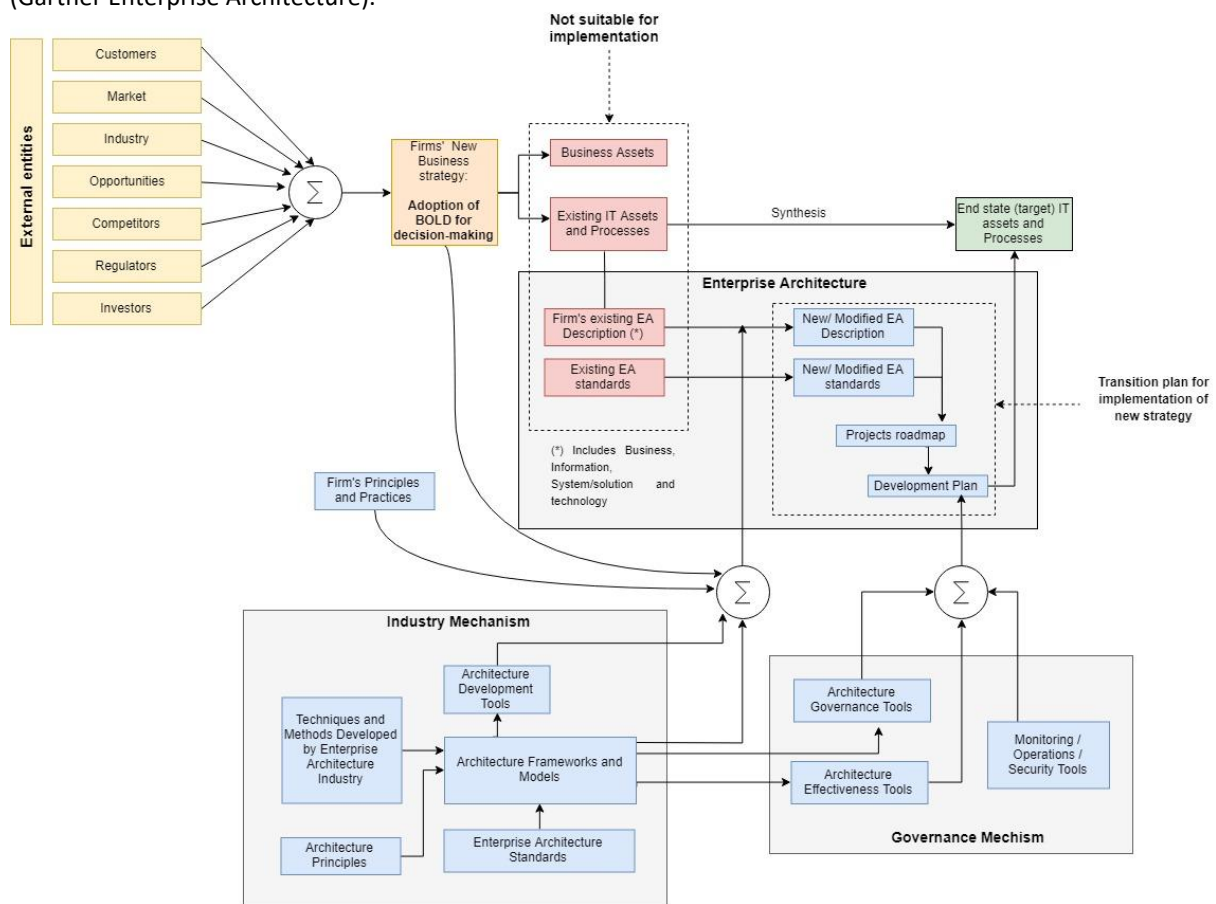 (Gartner Enterprise Architecture).
Not suitable for
implementation
External entities
Customers
Market
Industry
Opportunities
Competitors
Regulators
Investors
∑
Firms' New
Business
strategy:
Adoption of
BOLD for
decision-making
Business Assets
Existing IT Assets
and Processes
Synthesis
End state (target) IT
assets and
Processes
Enterprise Architecture
Firm's existing EA
Description (*)
New/ Modified EA
Description
Existing EA
standards
New/ Modified EA
standards
Transition plan for
implementation of
new strategy
Projects roadmap
Development Plan
(*) Includes Business,
Information,
System/solution and
technology
Firm's Principles
and Practices
∑
∑
Industry Mechanism
Architecture
Development
Tools
Techniques and
Methods Developed
by Enterprise
Architecture
Industry
Architecture Frameworks and
Models
Architecture
Principles
Enterprise Architecture
Standards
Architecture
Governance Tools
Architecture
Effectiveness Tools
Monitoring /
Operations /
Security Tools
Governance Mechism